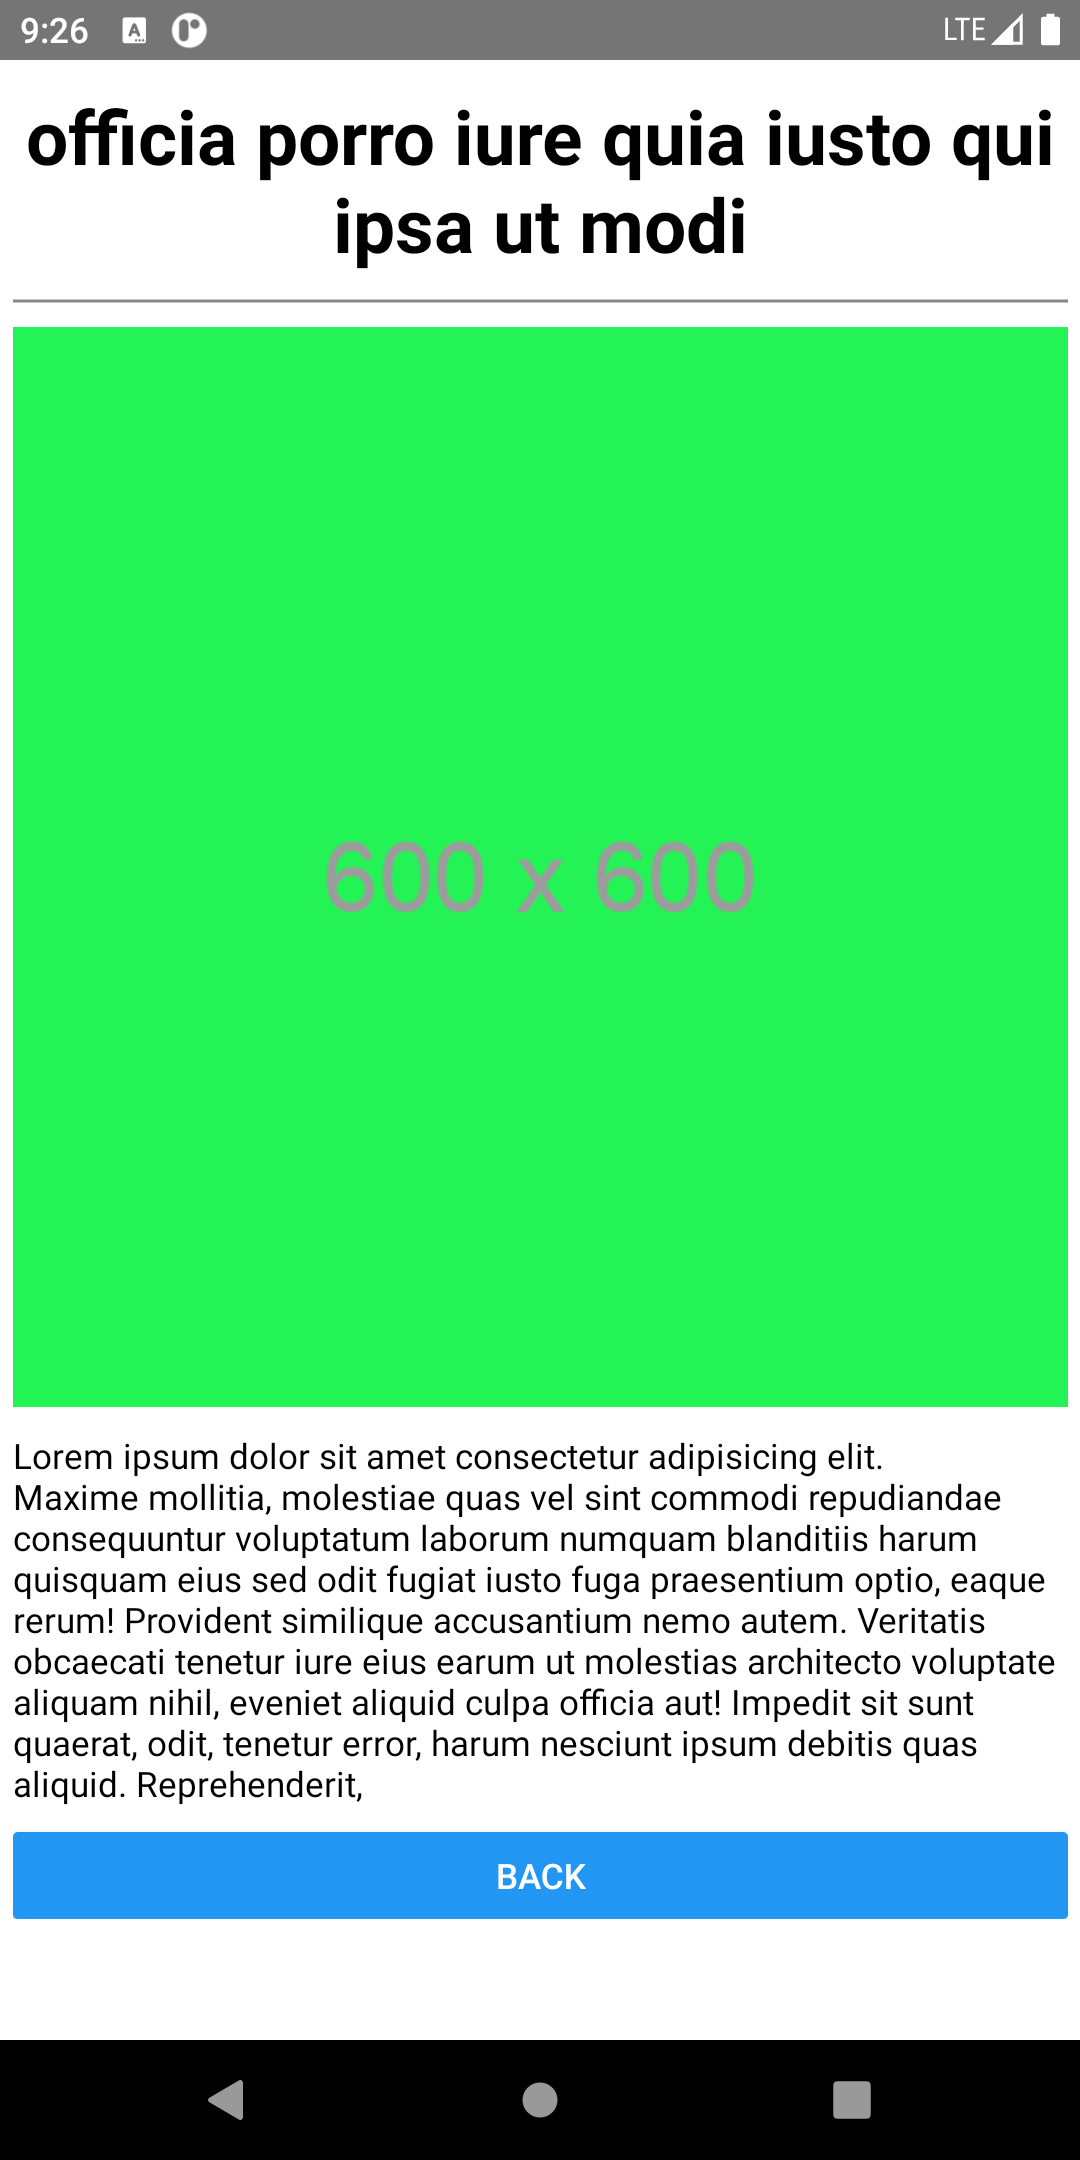 9:26
LTE
officia porro iure quia iusto qui
ipsa ut modi
600 x 600
Lorem ipsum dolor sit amet consectetur adipisicing elit.
Maxime mollitia, molestiae quas vel sint commodi repudiandae
consequuntur voluptatum laborum numquam blanditiis harum
quisquam eius sed odit fugiat iusto fuga praesentium optio, eaque
rerum! Provident similique accusantium nemo autem. Veritatis
obcaecati tenetur iure eius earum ut molestias architecto voluptate
aliquam nihil, eveniet aliquid culpa officia aut! Impedit sit sunt
quaerat, odit, tenetur error, harum nesciunt ipsum debitis quas
aliquid. Reprehenderit,
BACK